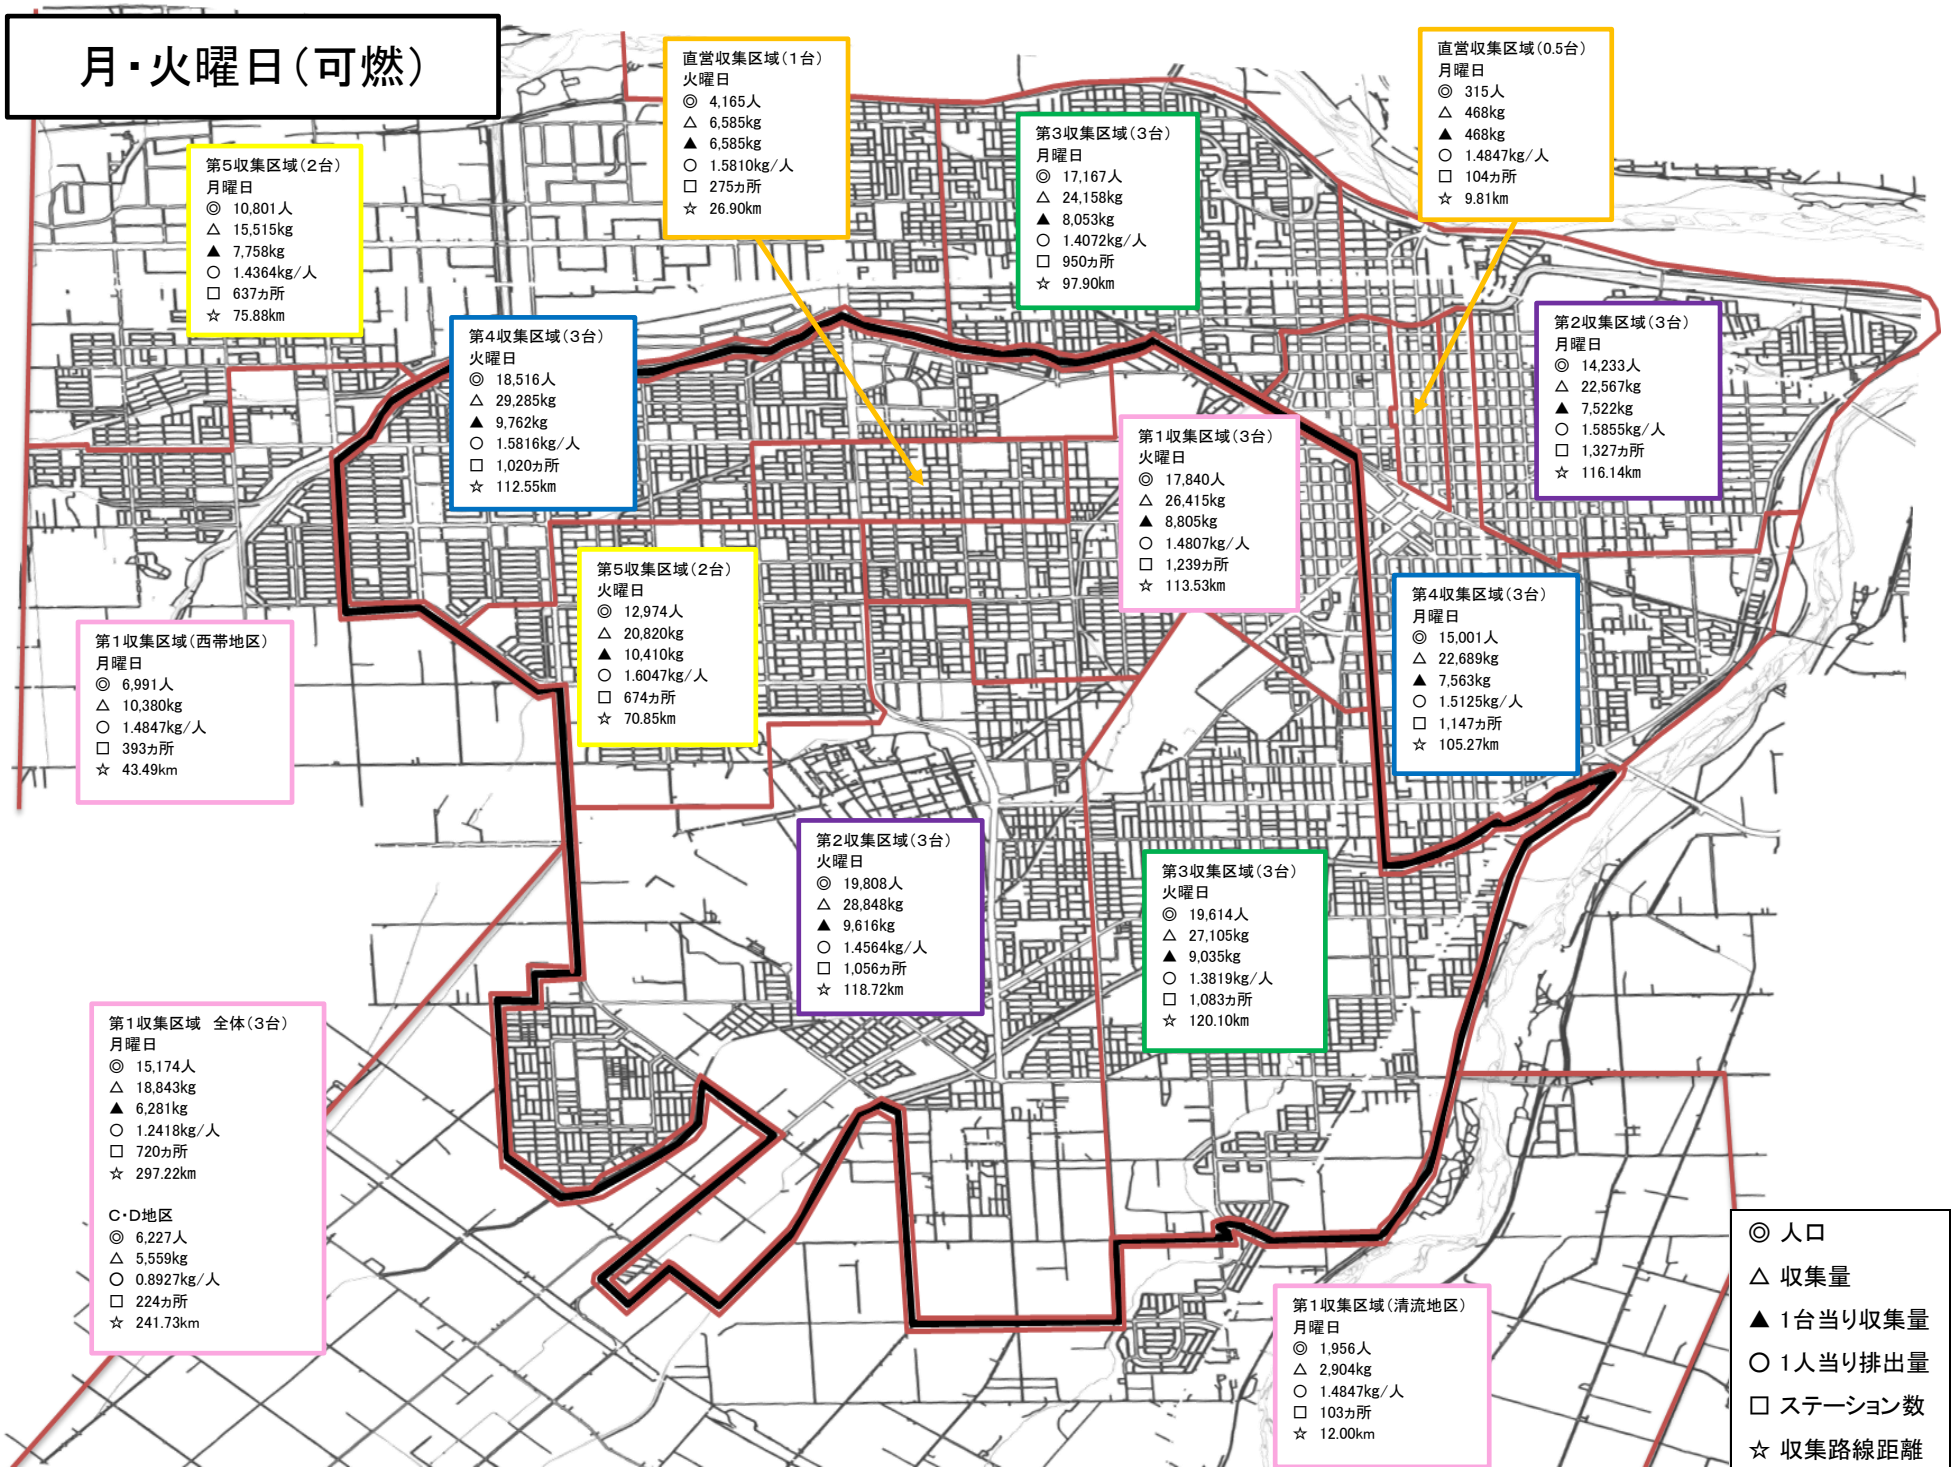 月・火曜日(可燃)
直営収集区域(1台)
火曜日
◎ 4,165人
△ 6,585kg
▲ 6,585kg
○ 1.5810kg/人
□ 275ヵ所
☆ 26.90km
直営収集区域(0.5台)
月曜日
◎ 315人
△ 468kg
▲ 468kg
○ 1.4847kg/人
□ 104ヵ所
☆ 9.81km
第3収集区域(3台)
月曜日
◎ 17,167人
△ 24,158kg
▲ 8,053kg
○ 1.4072kg/人
□ 950ヵ所
☆ 97.90km
第5収集区域(2台)
月曜日
◎ 10,801人
△ 15,515kg
▲ 7,758kg
○ 1.4364kg/人
□ 637ヵ所
☆ 75.88km
第4収集区域(3台)
火曜日
◎ 18,516人
△ 29,285kg
▲ 9,762kg
○ 1.5816kg/人
□ 1,020ヵ所
☆ 112.55km
第2収集区域(3台)
月曜日
◎ 14,233人
△ 22,567kg
▲ 7,522kg
○ 1.5855kg/人
□ 1,327ヵ所
☆ 116.14km
第1収集区域(3台)
火曜日
◎ 17,840人
△ 26,415kg
▲ 8,805kg
○ 1.4807kg/人
□ 1,239ヵ所
☆ 113.53km
第5収集区域(2台)
火曜日
◎ 12,974人
△ 20,820kg
▲ 10,410kg
○ 1.6047kg/人
□ 674ヵ所
☆ 70.85km
第4収集区域(3台)
月曜日
◎ 15,001人
△ 22,689kg
▲ 7,563kg
○ 1.5125kg/人
□ 1,147ヵ所
☆ 105.27km
第1収集区域(西帯地区)
月曜日
◎ 6,991人
△ 10,380kg
○ 1.4847kg/人
□ 393ヵ所
☆ 43.49km
第2収集区域(3台)
火曜日
◎ 19,808人
△ 28,848kg
▲ 9,616kg
○ 1.4564kg/人
□ 1,056ヵ所
☆ 118.72km
第3収集区域(3台)
火曜日
◎ 19,614人
△ 27,105kg
▲ 9,035kg
○ 1.3819kg/人
□ 1,083ヵ所
☆ 120.10km
第1収集区域 全体(3台)
月曜日
◎ 15,174人
△ 18,843kg
▲ 6,281kg
○ 1.2418kg/人
□ 720ヵ所
☆ 297.22km
C・D地区
◎ 6,227人
△ 5,559kg
○ 0.8927kg/人
□ 224ヵ所
☆ 241.73km
第1収集区域(清流地区)
月曜日
◎ 1,956人
△ 2,904kg
○ 1.4847kg/人
□ 103ヵ所
☆ 12.00km
◎ 人口
△ 収集量
▲ 1台当り収集量
○ 1人当り排出量
□ ステーション数
☆ 収集路線距離